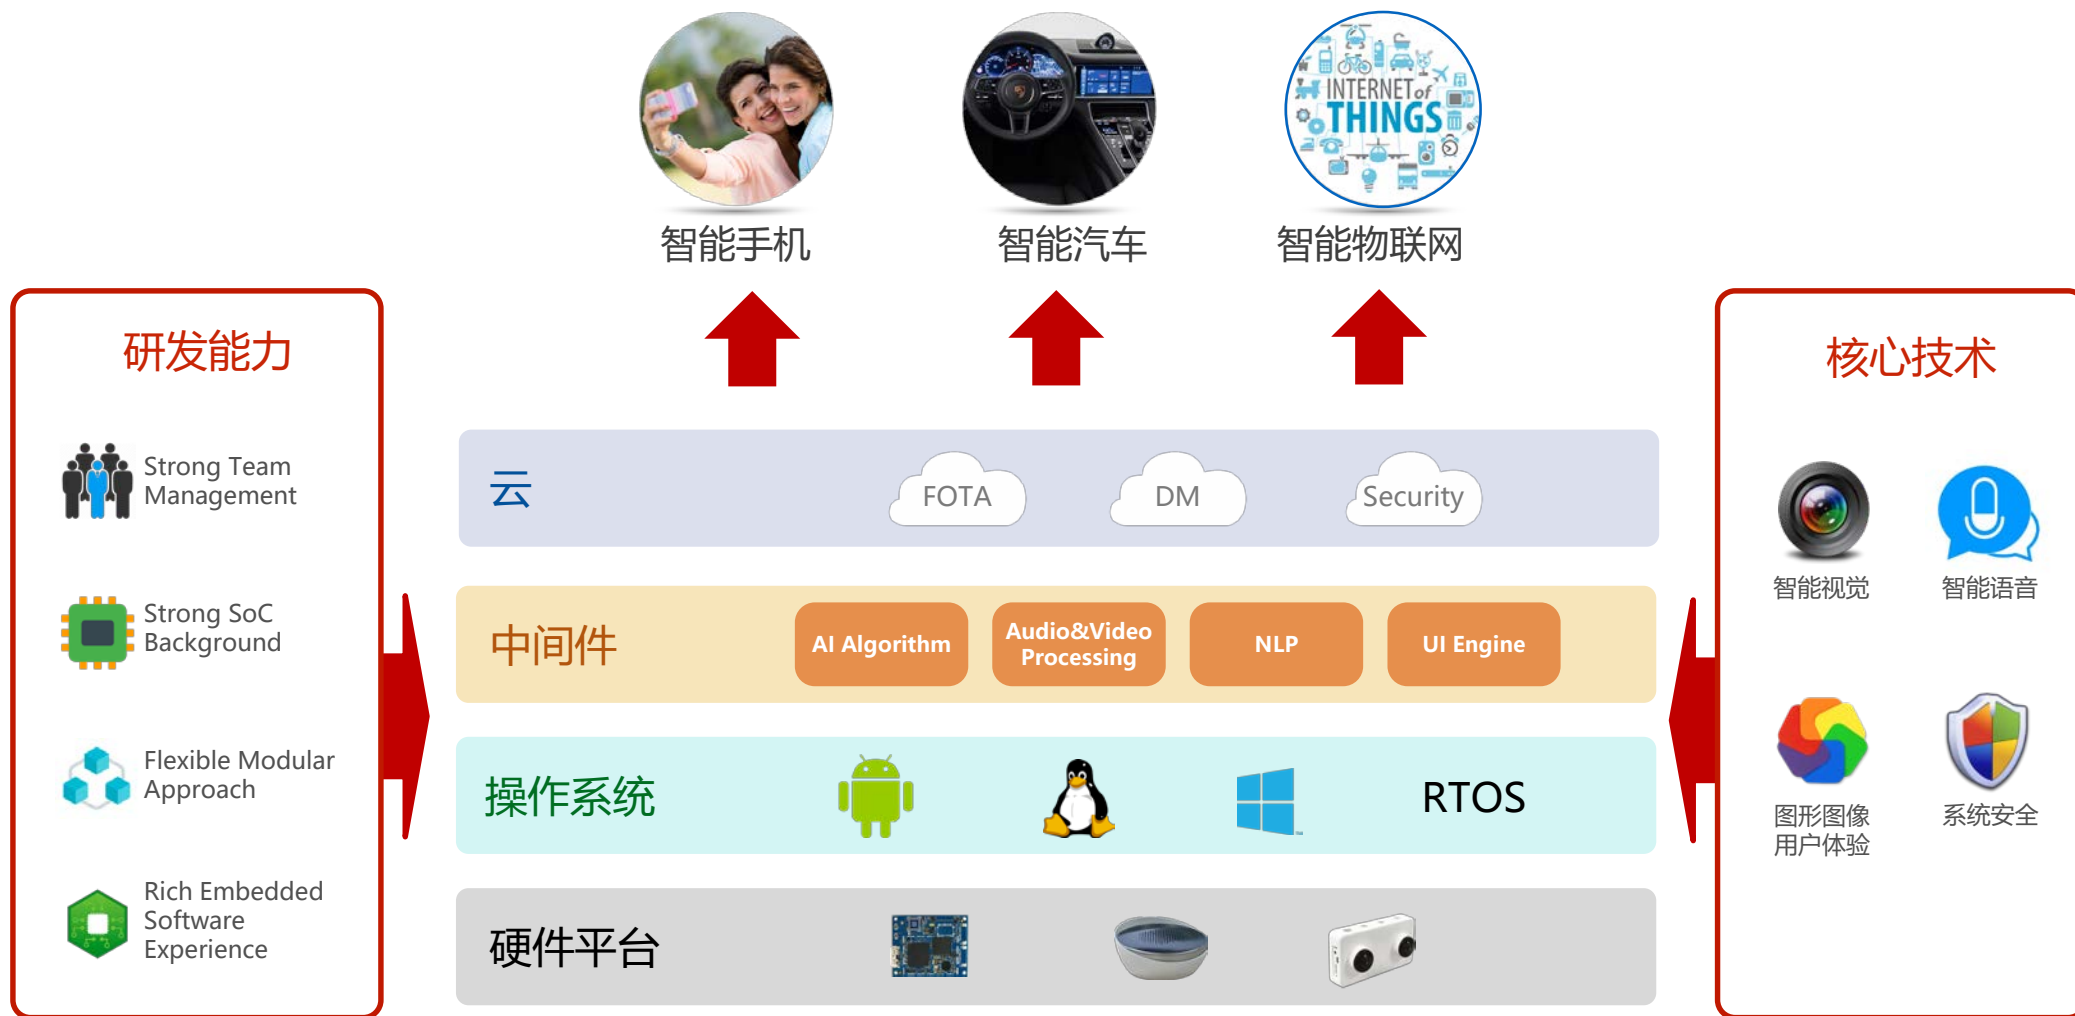 INTERNET of
THINGS
智能手机
智能汽车
智能物联网
研发能力
Strong Team
Management
Strong SoC
Background
Flexible Modular
Approach
Rich Embedded
Software
Experience
云
FOTA
DM
Security
中间件
AI Algorithm
Audio&Video
Processing
NLP
UI Engine
操作系统
RTOS
硬件平台
核心技术
智能视觉
智能语音
图形图像
用户体验
系统安全